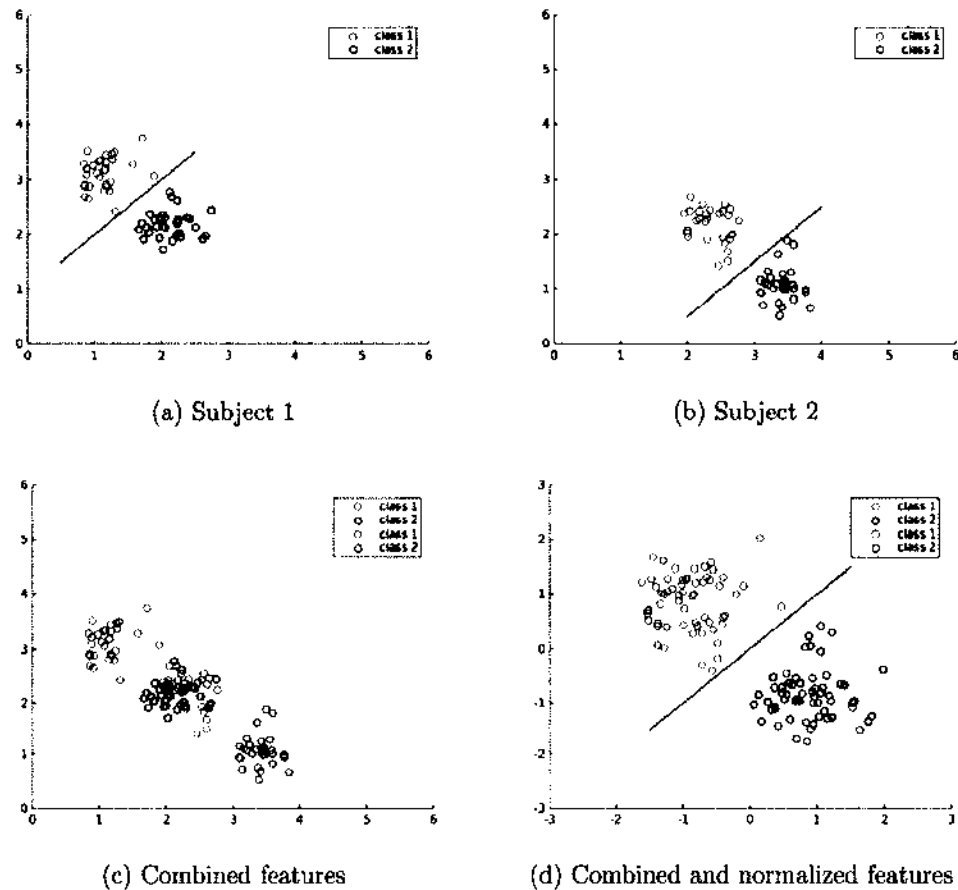 6
5
4
3
2
1
0
0 1 2 3 4 5 6
class 1
class 2
(a) Subject 1
6
5
4
3
2
1
0
0 1 2 3 4 5 6
class 1
class 2
(b) Subject 2
6
5
4
3
2
1
0
0 1 2 3 4 5 6
class 1
class 2
class 1
class 2
(c) Combined features
3
2
1
0
-1
-2
-3
-3 -2 -1 0 1 2 3
class 1
class 2
class 1
class 2
(d) Combined and normalized features